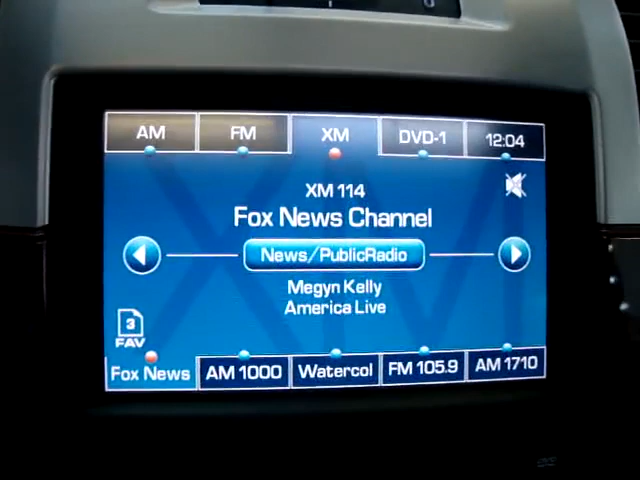 AM FM XM DVD-1 12:04
XM 114
Fox News Channel
News/PublicRadio
Megyn Kelly
America Live
3
FAV
Fox News AM 1000 Watercol FM 105.9 AM 1710